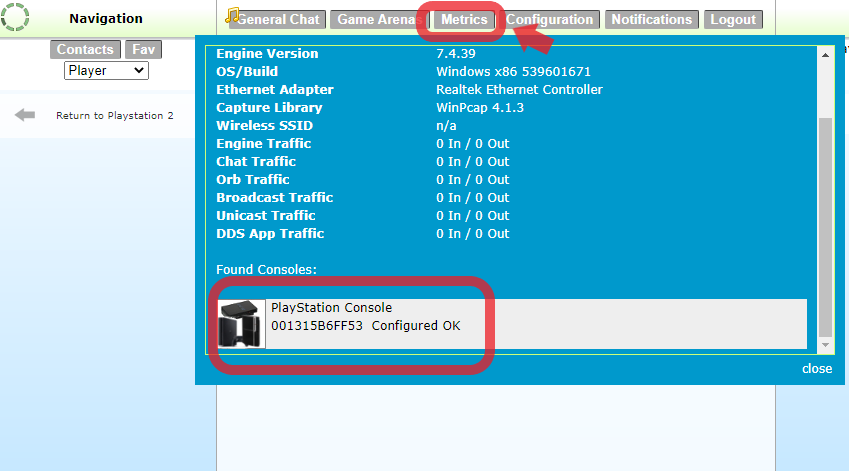 Navigation
General Chat
Game Arenas
Metrics
Configuration
Notifications
Logout
Contacts
Fav
Player
Return to Playstation 2
Engine Version 7.4.39
OS/Build Windows x86 539601671
Ethernet Adapter Realtek Ethernet Controller
Capture Library WinPcap 4.1.3
Wireless SSID n/a
Engine Traffic 0 In / 0 Out
Chat Traffic 0 In / 0 Out
Orb Traffic 0 In / 0 Out
Broadcast Traffic 0 In / 0 Out
Unicast Traffic 0 In / 0 Out
DDS App Traffic 0 In / 0 Out
Found Consoles:
PlayStation Console
001315B6FF53 Configured OK
close